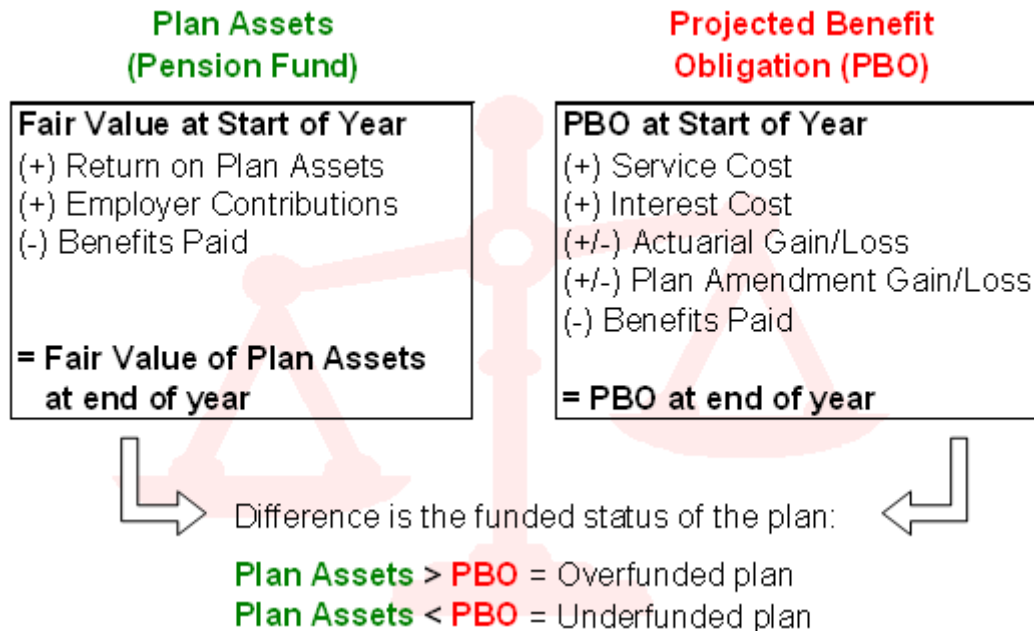 Plan Assets
(Pension Fund)
Fair Value at Start of Year
(+) Return on Plan Assets
(+) Employer Contributions
(-) Benefits Paid
= Fair Value of Plan Assets
at end of year
Projected Benefit
Obligation (PBO)
PBO at Start of Year
(+) Service Cost
(+) Interest Cost
(+/-) Actuarial Gain/Loss
(+/-) Plan Amendment Gain/Loss
(-) Benefits Paid
= PBO at end of year
Difference is the funded status of the plan:
Plan Assets > PBO = Overfunded plan
Plan Assets < PBO = Underfunded plan